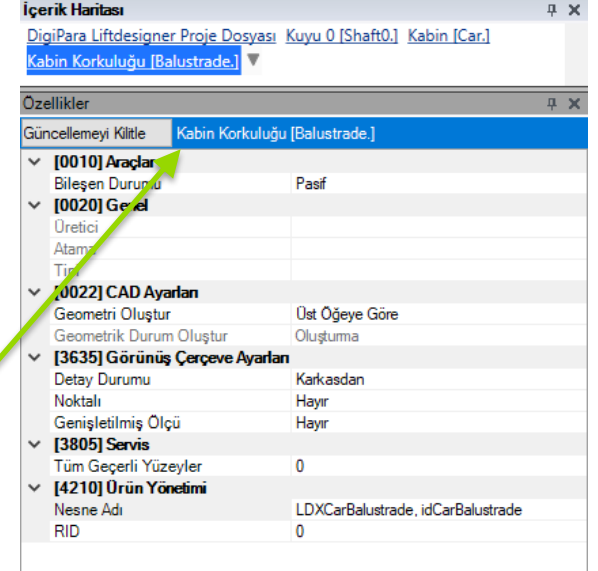 İçerik Haritası
DigiPara Liftdesigner Proje Dosyası Kuyu 0 [Shaft0.] Kabin [Car.]
Kabin Korkuluğu [Balustrade.]
Özellikler
Güncellemeyi Kilitle Kabin Korkuluğu [Balustrade.]
[0010] Araçlar
Bileşen Durumu Pasif
[0020] Genel
Üretici
Atama
Tip
[0022] CAD Ayarları
Geometri Oluştur Üst Öğeye Göre
Geometrik Durum Oluştur Oluşturma
[3635] Görünüş Çerçeve Ayarları
Detay Durumu Karkasdan
Noktalı Hayır
Genişletilmiş Ölçü Hayır
[3805] Servis
Tüm Geçerli Yüzeyler 0
[4210] Ürün Yönetimi
Nesne Adı LDXCarBalustrade, idCarBalustrade
RID 0